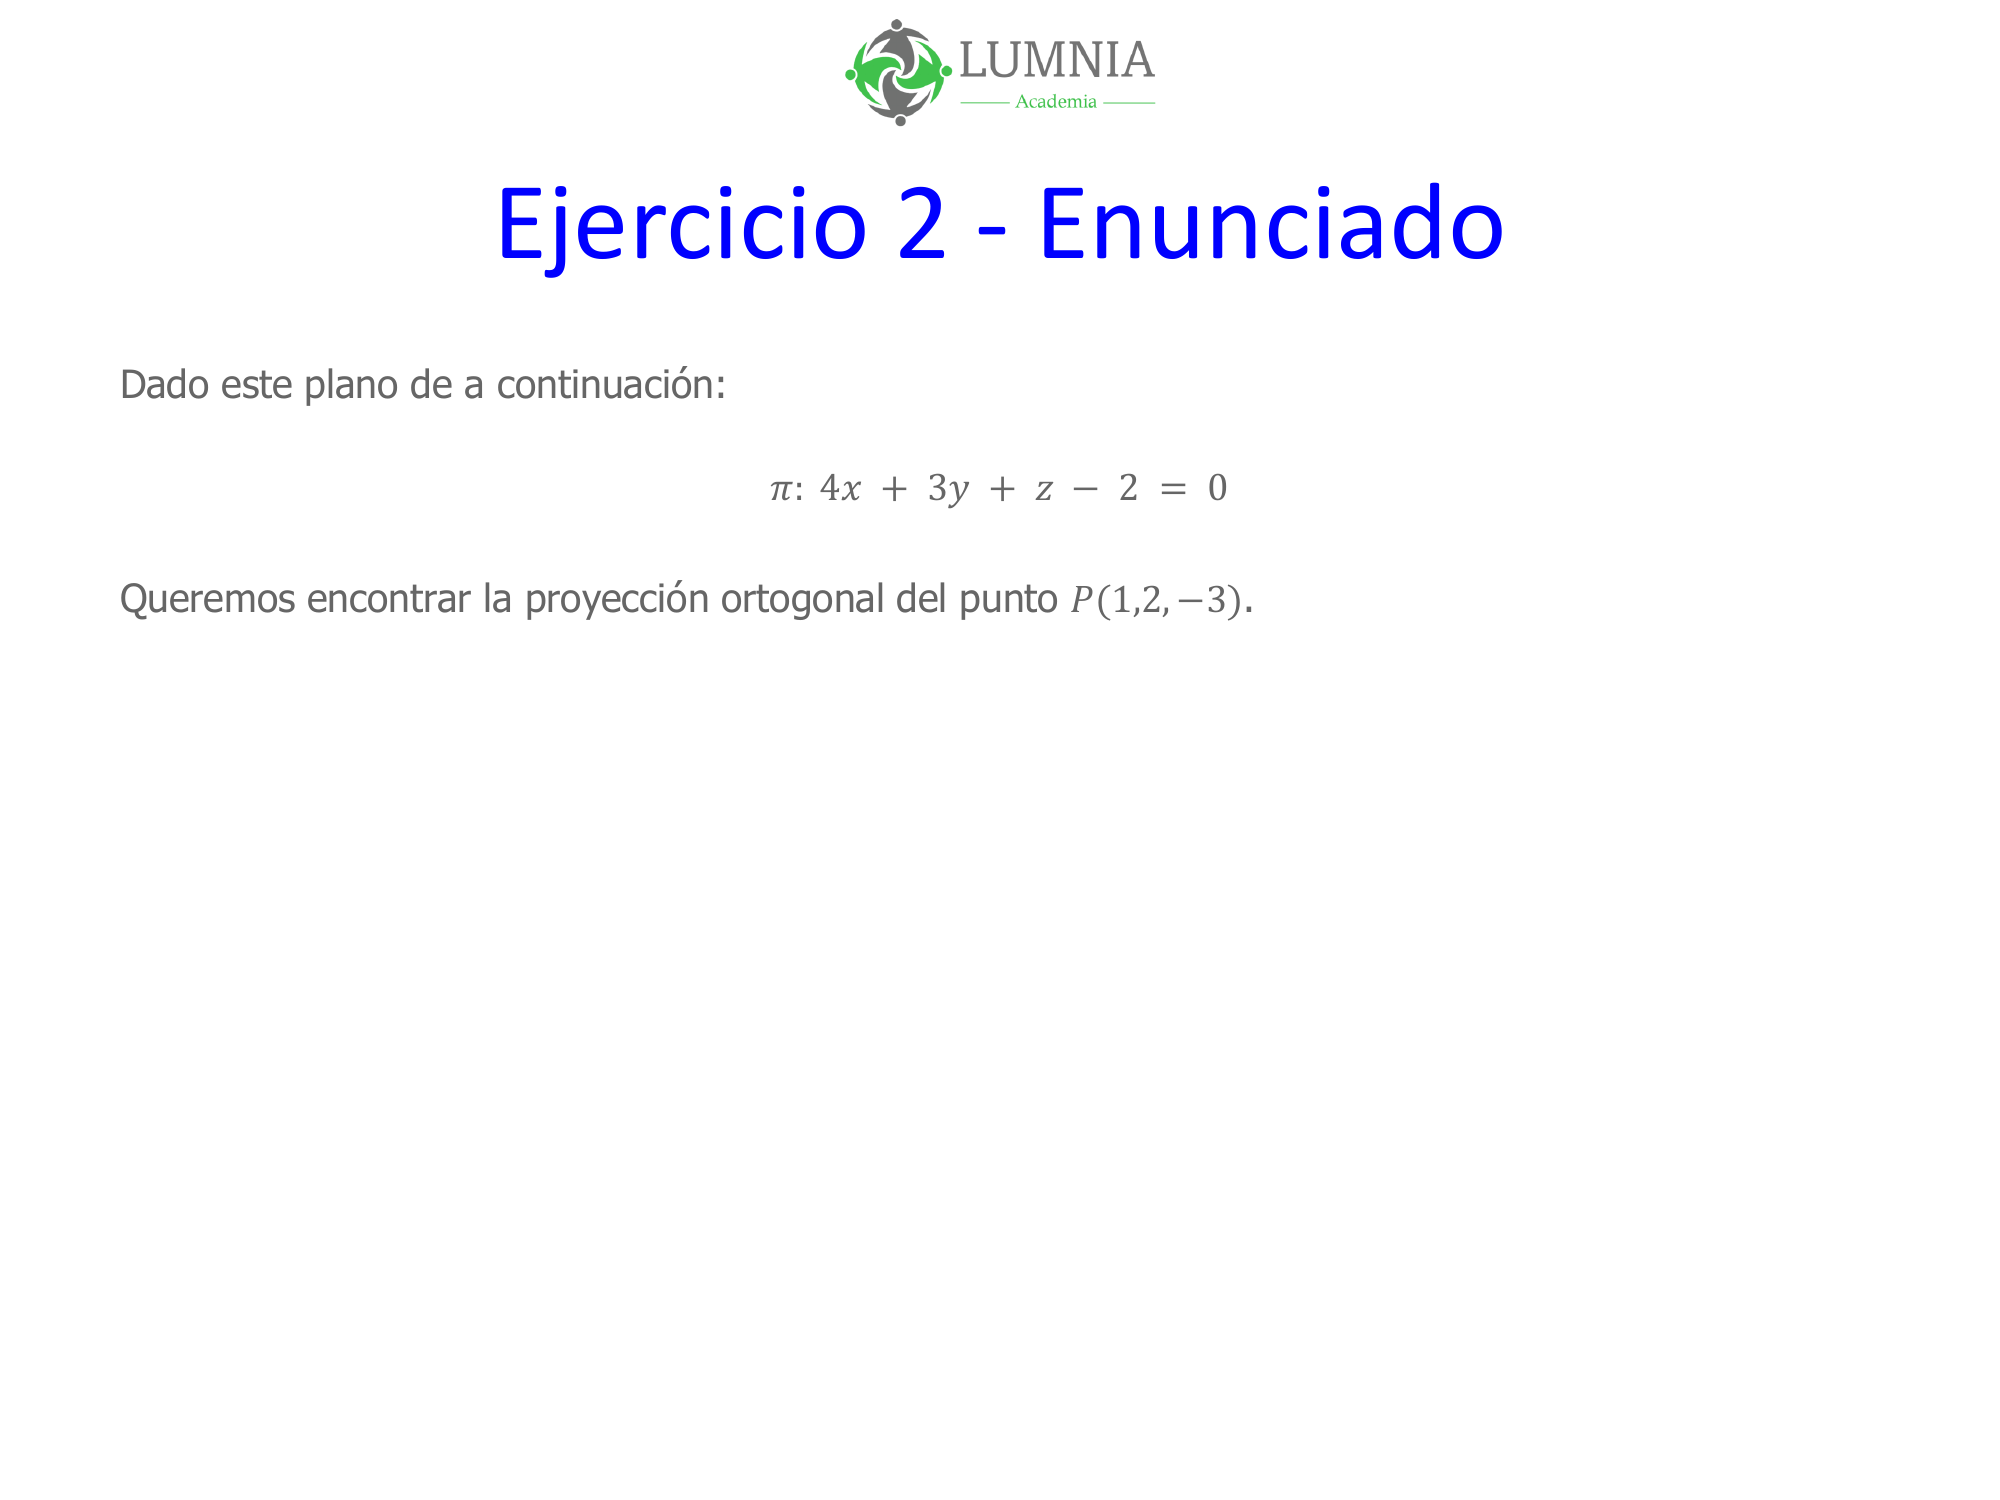 LUMNIA
Academia
Ejercicio 2 - Enunciado
Dado este plano de a continuación:
π: 4x + 3y + z − 2 = 0
Queremos encontrar la proyección ortogonal del punto P(1,2,−3).